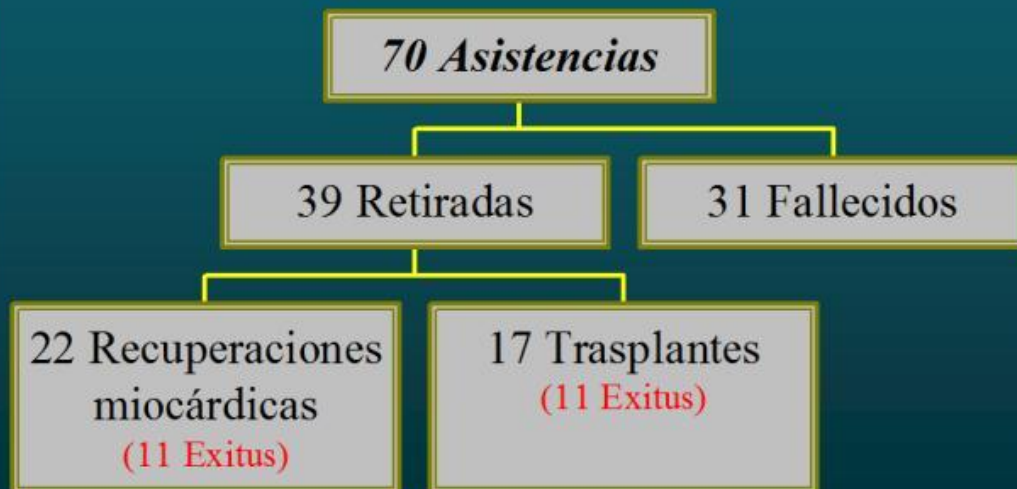 70 Asistencias
39 Retiradas
31 Fallecidos
22 Recuperaciones
miocárdicas
(11 Exitus)
17 Trasplantes
(11 Exitus)